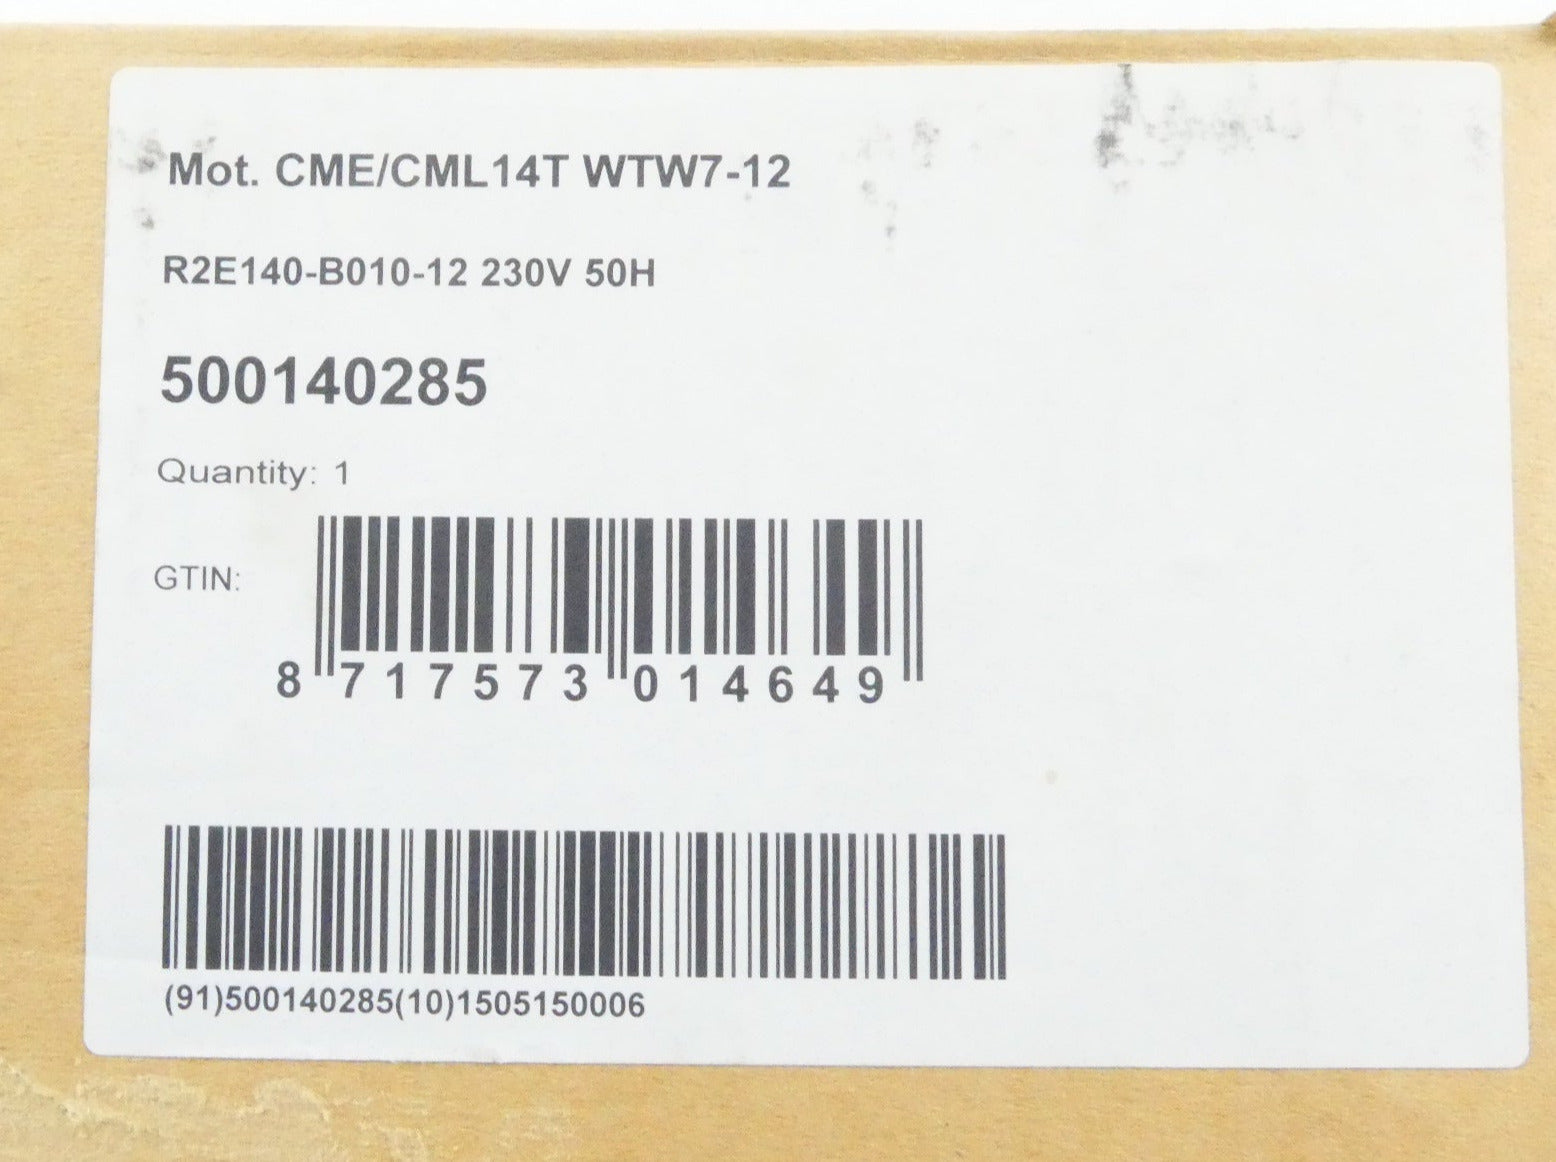 Mot. CME/CML14T WTW7-12
R2E140-B010-12 230V 50H
500140285
Quantity: 1
GTIN:
8 717573 014649
(91)500140285(10)1505150006